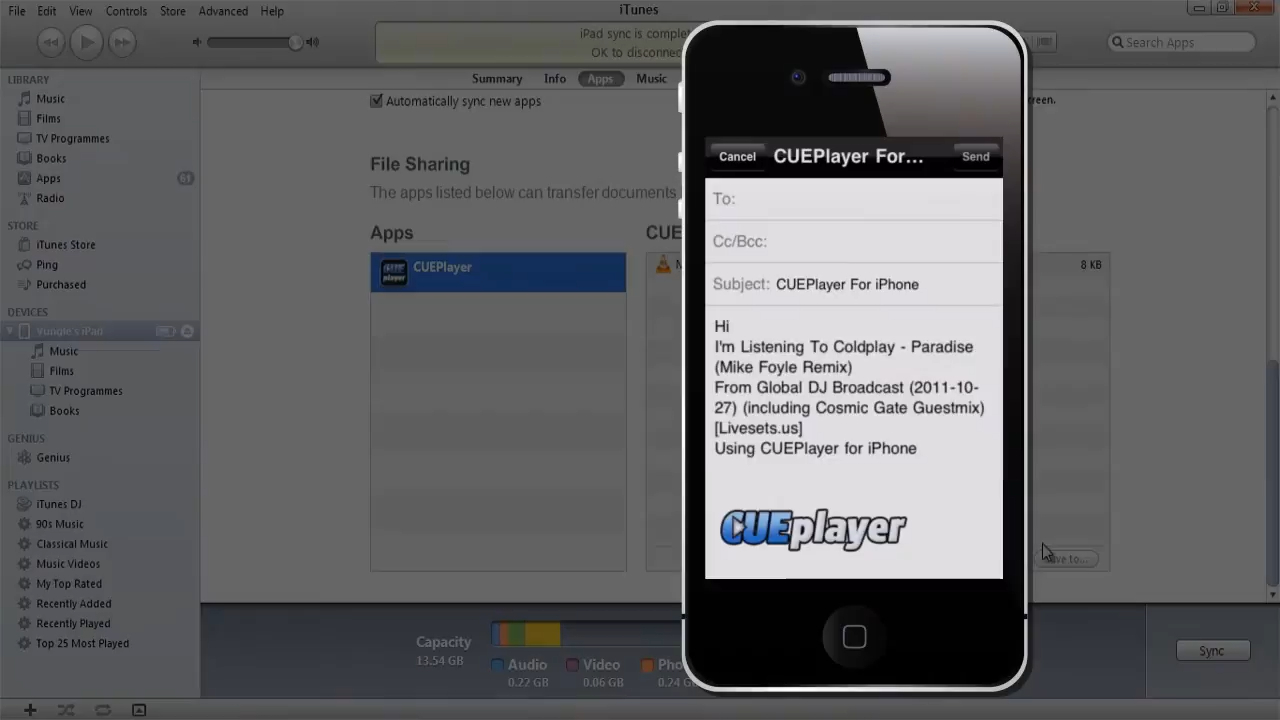 File Edit View Controls Store Advanced Help
iTunes
iPad sync is complete
OK to disconnect
Search Apps
Summary Info Apps Music
LIBRARY
Music
Films
TV Programmes
Books
Apps 61
Radio
STORE
iTunes Store
Ping
Purchased
DEVICES
Vungle's iPad
Music
Films
TV Programmes
Books
GENIUS
Genius
PLAYLISTS
iTunes DJ
90s Music
Classical Music
Music Videos
My Top Rated
Recently Added
Recently Played
Top 25 Most Played
Automatically sync new apps
File Sharing
The apps listed below can transfer documents
Apps
CUEPlayer
CUE
8 KB
Capacity
13.54 GB
Audio
0.22 GB
Video
0.06 GB
Pho
0.24 G
Sync
Cancel CUEPlayer For... Send
To:
Cc/Bcc:
Subject: CUEPlayer For iPhone
Hi
I'm Listening To Coldplay - Paradise
(Mike Foyle Remix)
From Global DJ Broadcast (2011-10-
27) (including Cosmic Gate Guestmix)
[Livesets.us]
Using CUEPlayer for iPhone
CUEplayer